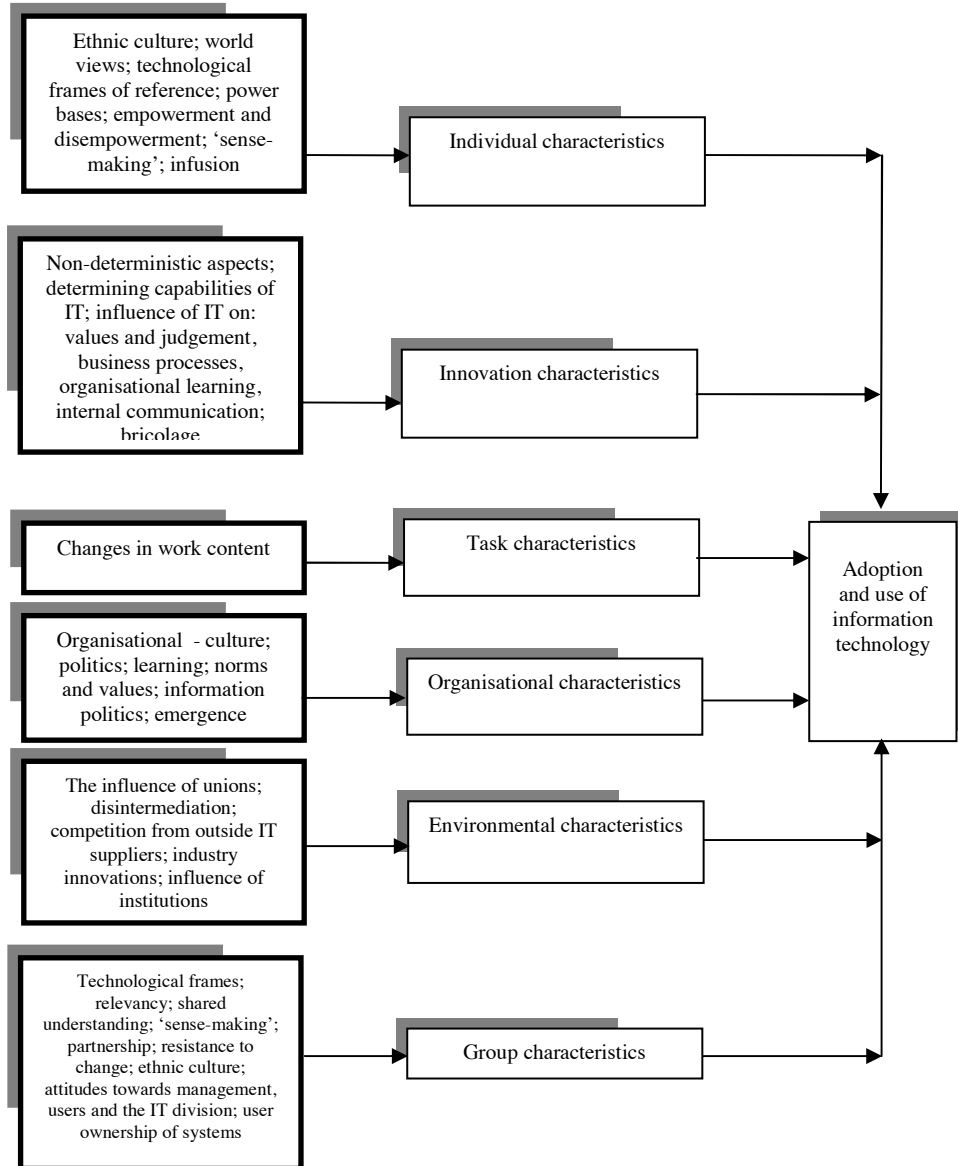 Ethnic culture; world
views; technological
frames of reference; power
bases; empowerment and
disempowerment; ‘sense-
making’; infusion
Individual characteristics
Non-deterministic aspects;
determining capabilities of
IT; influence of IT on:
values and judgement,
business processes,
organisational learning,
internal communication;
bricolage
Innovation characteristics
Changes in work content
Task characteristics
Adoption
and use of
information
technology
Organisational - culture;
politics; learning; norms
and values; information
politics; emergence
Organisational characteristics
The influence of unions;
disintermediation;
competition from outside IT
suppliers; industry
innovations; influence of
institutions
Environmental characteristics
Technological frames;
relevancy; shared
understanding; ‘sense-making’;
partnership; resistance to
change; ethnic culture;
attitudes towards management,
users and the IT division; user
ownership of systems
Group characteristics